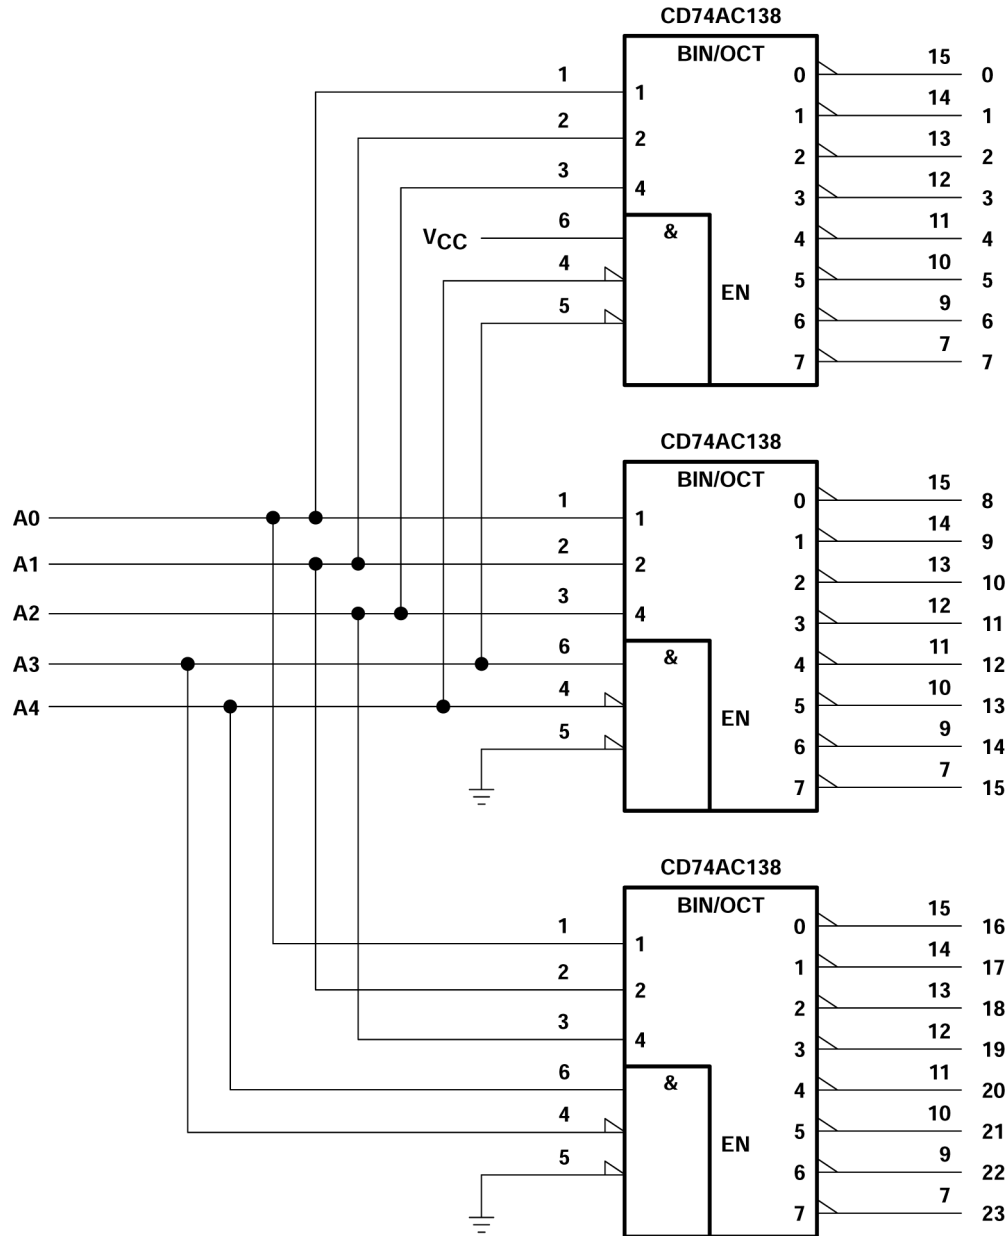 CD74AC138
BIN/OCT
1 1 0 15 0
2 2 1 14 1
3 4 2 13 2
VCC 6 & 3 12 3
4 EN 4 11 4
5 5 10 5
6 9 6
7 7 7
CD74AC138
BIN/OCT
A0 1 1 0 15 8
A1 2 2 1 14 9
A2 3 4 2 13 10
A3 6 & 3 12 11
A4 4 EN 4 11 12
5 5 10 13
6 9 14
7 7 15
CD74AC138
BIN/OCT
1 1 0 15 16
2 2 1 14 17
3 4 2 13 18
6 & 3 12 19
4 EN 4 11 20
5 5 10 21
6 9 22
7 7 23